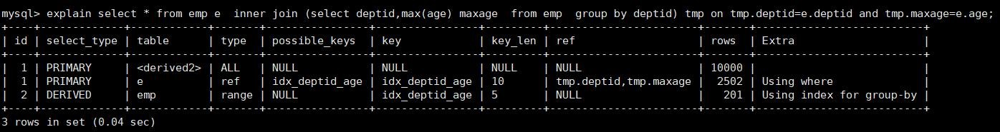 mysql> explain select * from emp e  inner join (select deptid,max(age) maxage  from emp  group by deptid) tmp on tmp.deptid=e.deptid and tmp.maxage=e.age;
+----+-------------+------------+-------+----------------+----------------+---------+-----------------------+-------+--------------------------+
| id | select_type | table      | type  | possible_keys  | key            | key_len | ref                   | rows  | Extra                    |
+----+-------------+------------+-------+----------------+----------------+---------+-----------------------+-------+--------------------------+
|  1 | PRIMARY     | <derived2> | ALL   | NULL           | NULL           | NULL    | NULL                  | 10000 |                          |
|  1 | PRIMARY     | e          | ref   | idx_deptid_age | idx_deptid_age | 10      | tmp.deptid,tmp.maxage |  2502 | Using where              |
|  2 | DERIVED     | emp        | range | NULL           | idx_deptid_age | 5       | NULL                  |   201 | Using index for group-by |
+----+-------------+------------+-------+----------------+----------------+---------+-----------------------+-------+--------------------------+
3 rows in set (0.04 sec)